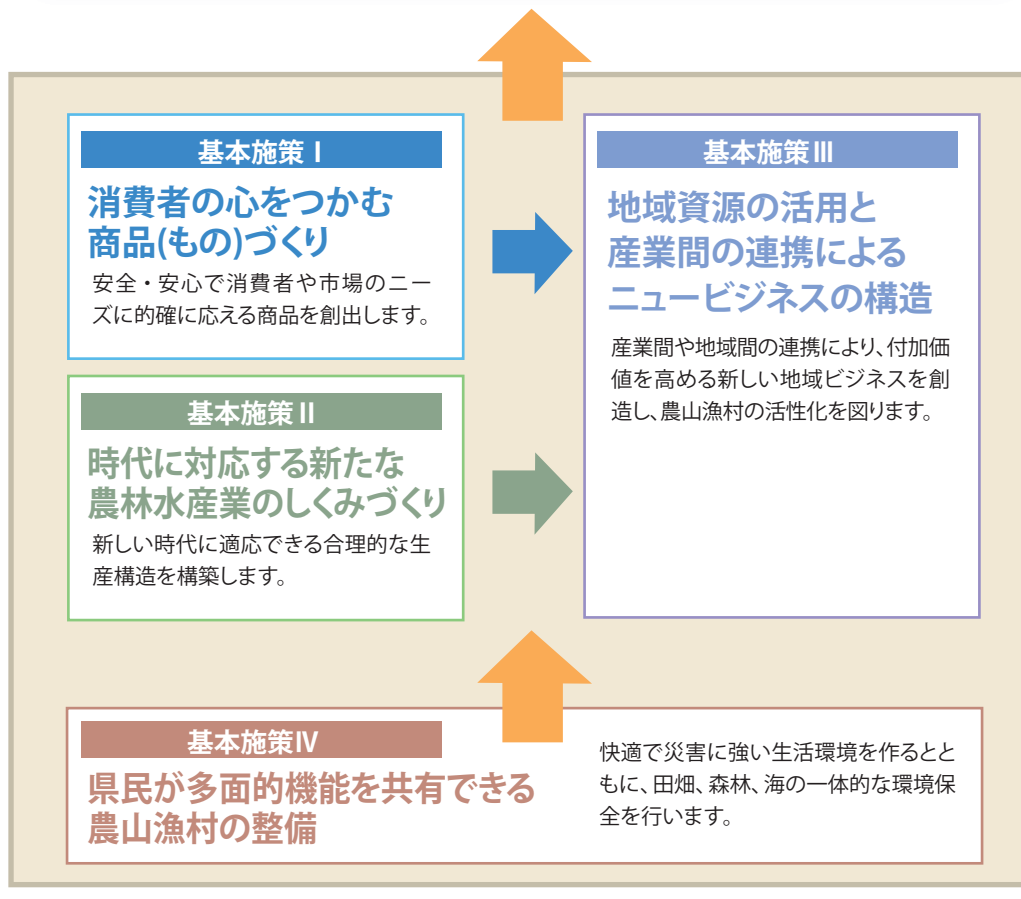 基本施策Ⅰ
消費者の心をつかむ
商品(もの)づくり
安全・安心で消費者や市場のニー
ズに的確に応える商品を創出します。
基本施策Ⅱ
時代に対応する新たな
農林水産業のしくみづくり
新しい時代に適応できる合理的な生
産構造を構築します。
基本施策Ⅲ
地域資源の活用と
産業間の連携による
ニュービジネスの構造
産業間や地域間の連携により、付加価
値を高める新しい地域ビジネスを創
造し、農山漁村の活性化を図ります。
基本施策Ⅳ
県民が多面的機能を共有できる
農山漁村の整備
快適で災害に強い生活環境を作るとと
もに、田畑、森林、海の一体的な環境保
全を行います。